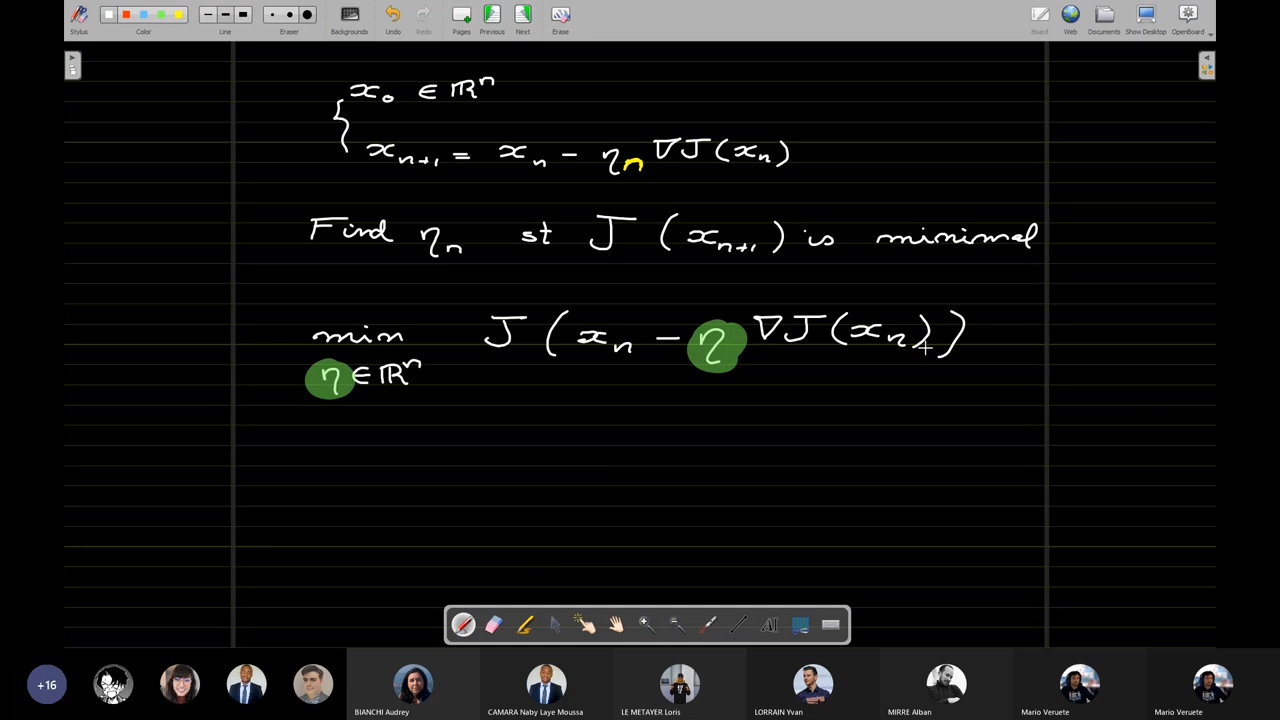 Stylus Color Line Eraser Backgrounds Undo Redo Pages Previous Next Erase Board Web Documents Show Desktop OpenBoard
x₀ ∈ ℝⁿ
xₙ₊₁ = xₙ - ηₙ ∇J(xₙ)
Find ηₙ st J(xₙ₊₁) is minimal
min J(xₙ - η ∇J(xₙ))
η ∈ ℝⁿ
AI
+16
BIANCHI Audrey CAMARA Naby Laye Moussa LE METAYER Loris LORRAIN Yvan MIRRE Alban Mario Veruete Mario Veruete